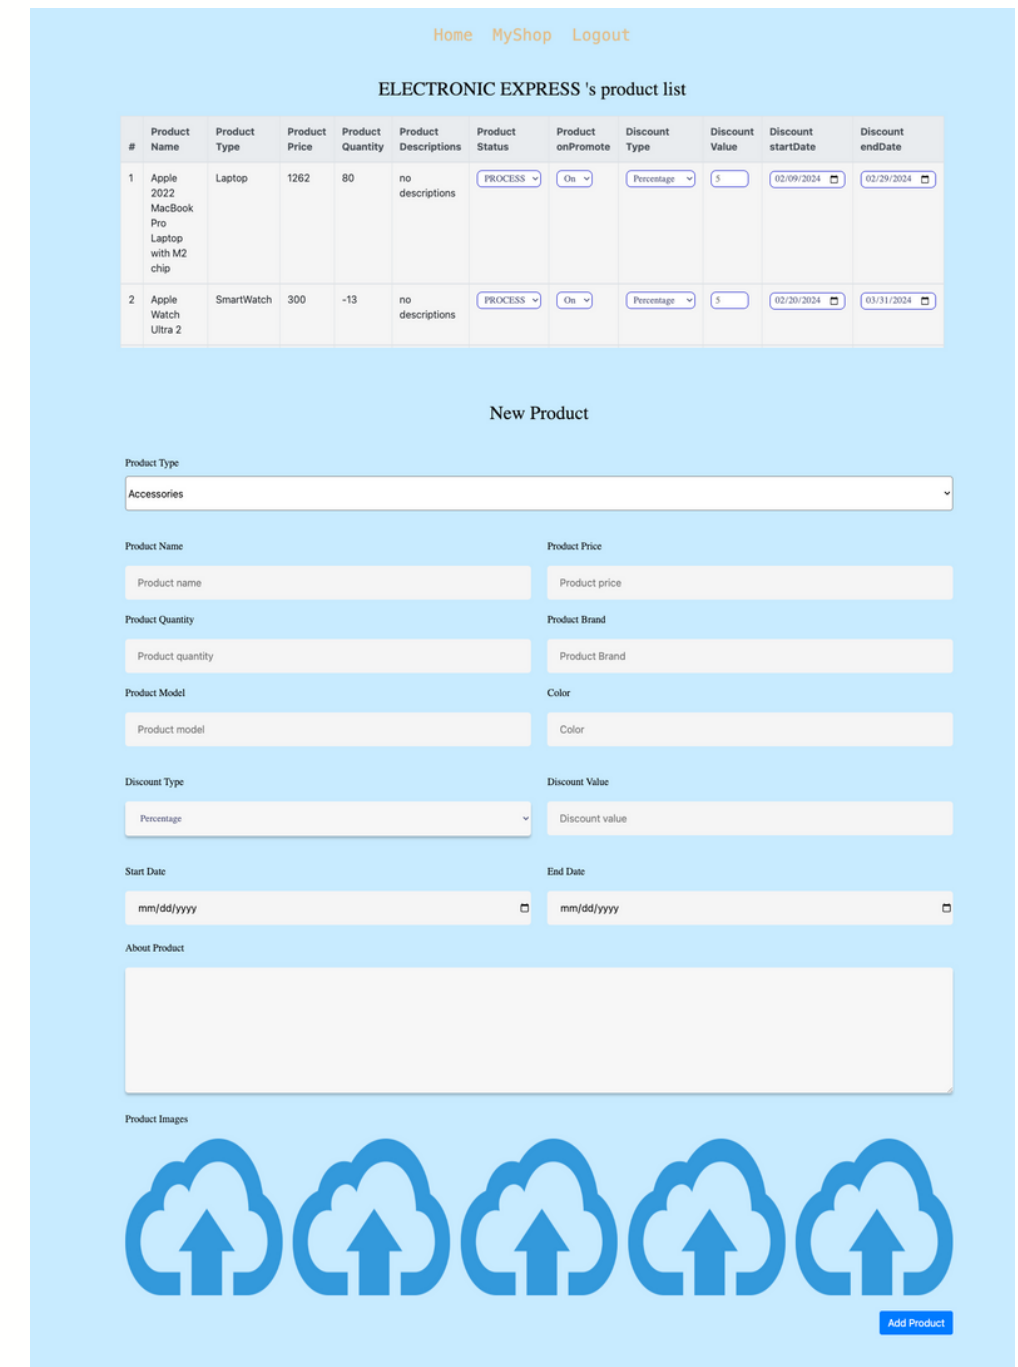 Home MyShop Logout
ELECTRONIC EXPRESS 's product list
# Product Name Product Type Product Price Product Quantity Product Descriptions Product Status Product onPromote Discount Type Discount Value Discount startDate Discount endDate
1 Apple 2022 MacBook Pro Laptop with M2 chip Laptop 1262 80 no descriptions PROCESS On Percentage 5 02/09/2024 02/29/2024
2 Apple Watch Ultra 2 SmartWatch 300 -13 no descriptions PROCESS On Percentage 5 02/20/2024 03/31/2024
New Product
Product Type
Accessories
Product Name Product Price
Product name Product price
Product Quantity Product Brand
Product quantity Product Brand
Product Model Color
Product model Color
Discount Type Discount Value
Percentage Discount value
Start Date End Date
mm/dd/yyyy mm/dd/yyyy
About Product
Product Images
Add Product